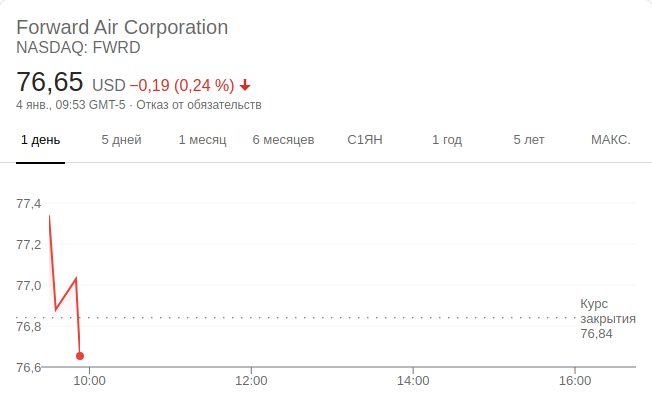 Forward Air Corporation
NASDAQ: FWRD
76,65 USD −0,19 (0,24 %)
4 янв., 09:53 GMT-5 · Отказ от обязательств
1 день 5 дней 1 месяц 6 месяцев С1ЯН 1 год 5 лет МАКС.
77,4
77,2
77,0
76,8
76,6
Курс
закрытия
76,84
10:00 12:00 14:00 16:00